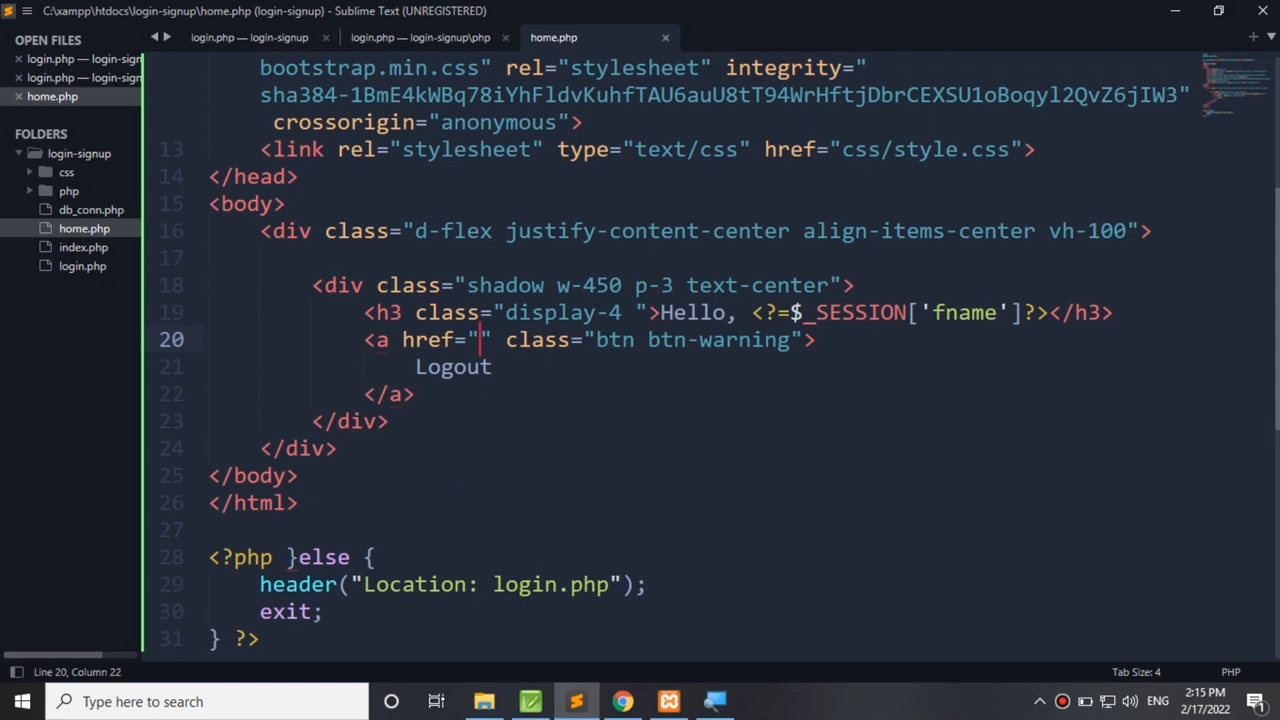 C:\xampp\htdocs\login-signup\home.php (login-signup) - Sublime Text (UNREGISTERED)
OPEN FILES
login.php — login-sign
login.php — login-sign
home.php
FOLDERS
login-signup
css
php
db_conn.php
home.php
index.php
login.php
login.php — login-signup
login.php — login-signup\php
home.php
bootstrap.min.css" rel="stylesheet" integrity="
crossorigin="anonymous">
13 <link rel="stylesheet" type="text/css" href="css/style.css">
14 </head>
15 <body>
16 <div class="d-flex justify-content-center align-items-center vh-100">
17
18 <div class="shadow w-450 p-3 text-center">
19 <h3 class="display-4 ">Hello, <?=$_SESSION['fname']?></h3>
20 <a href="" class="btn btn-warning">
21 Logout
22 </a>
23 </div>
24 </div>
25 </body>
26 </html>
27
28 <?php }else {
29 header("Location: login.php");
30 exit;
31 } ?>
Line 20, Column 22
Tab Size: 4
PHP
Type here to search
ENG
2:15 PM
2/17/2022
1